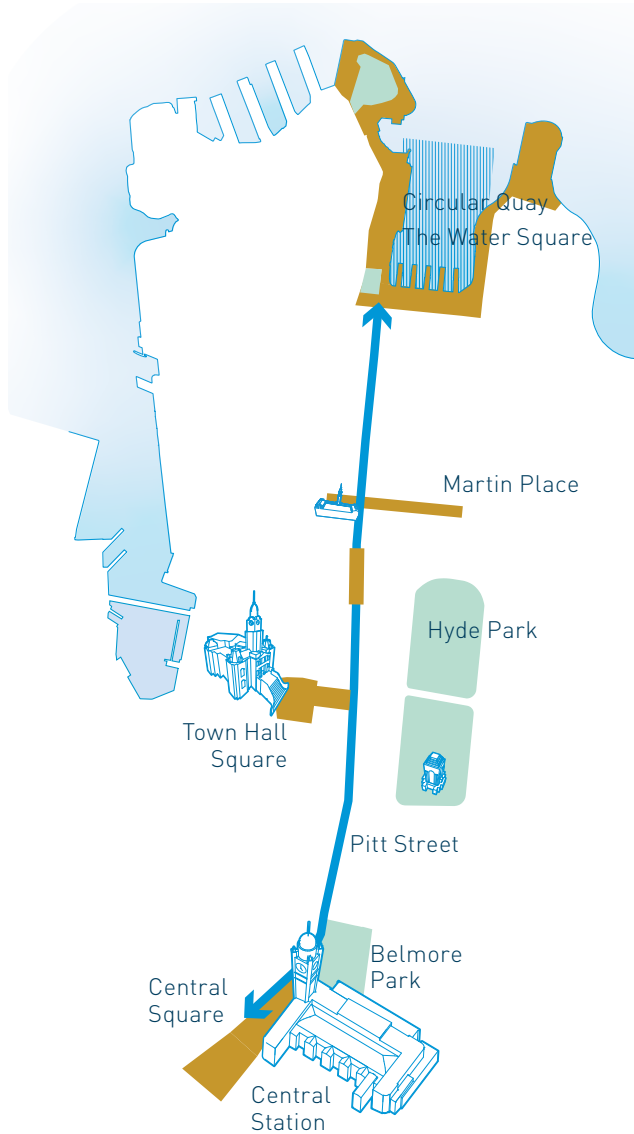 Circular Quay
The Water Square
Martin Place
Hyde Park
Town Hall
Square
Pitt Street
Belmore
Park
Central
Square
Central
Station